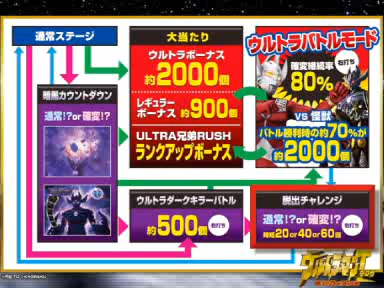 通常ステージ
大当たり
ウルトラボーナス
約2000個
レギュラー
ボーナス 約900個
ULTRA兄弟RUSH
ランクアップボーナス
ウルトラバトルモード
確変継続率
80%
右打ち
VS 怪獣
バトル勝利時の約70%が
約2000個
暗黒カウントダウン
通常!?or確変!?
ウルトラダークキラーバトル
約500個
右打ち
脱出チャレンジ
通常!?or確変!?
時短20or40or60回
右打ち